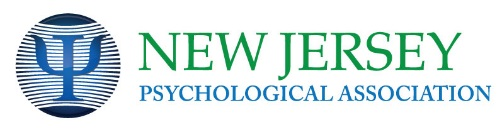 Ψ
NEW JERSEY
PSYCHOLOGICAL ASSOCIATION